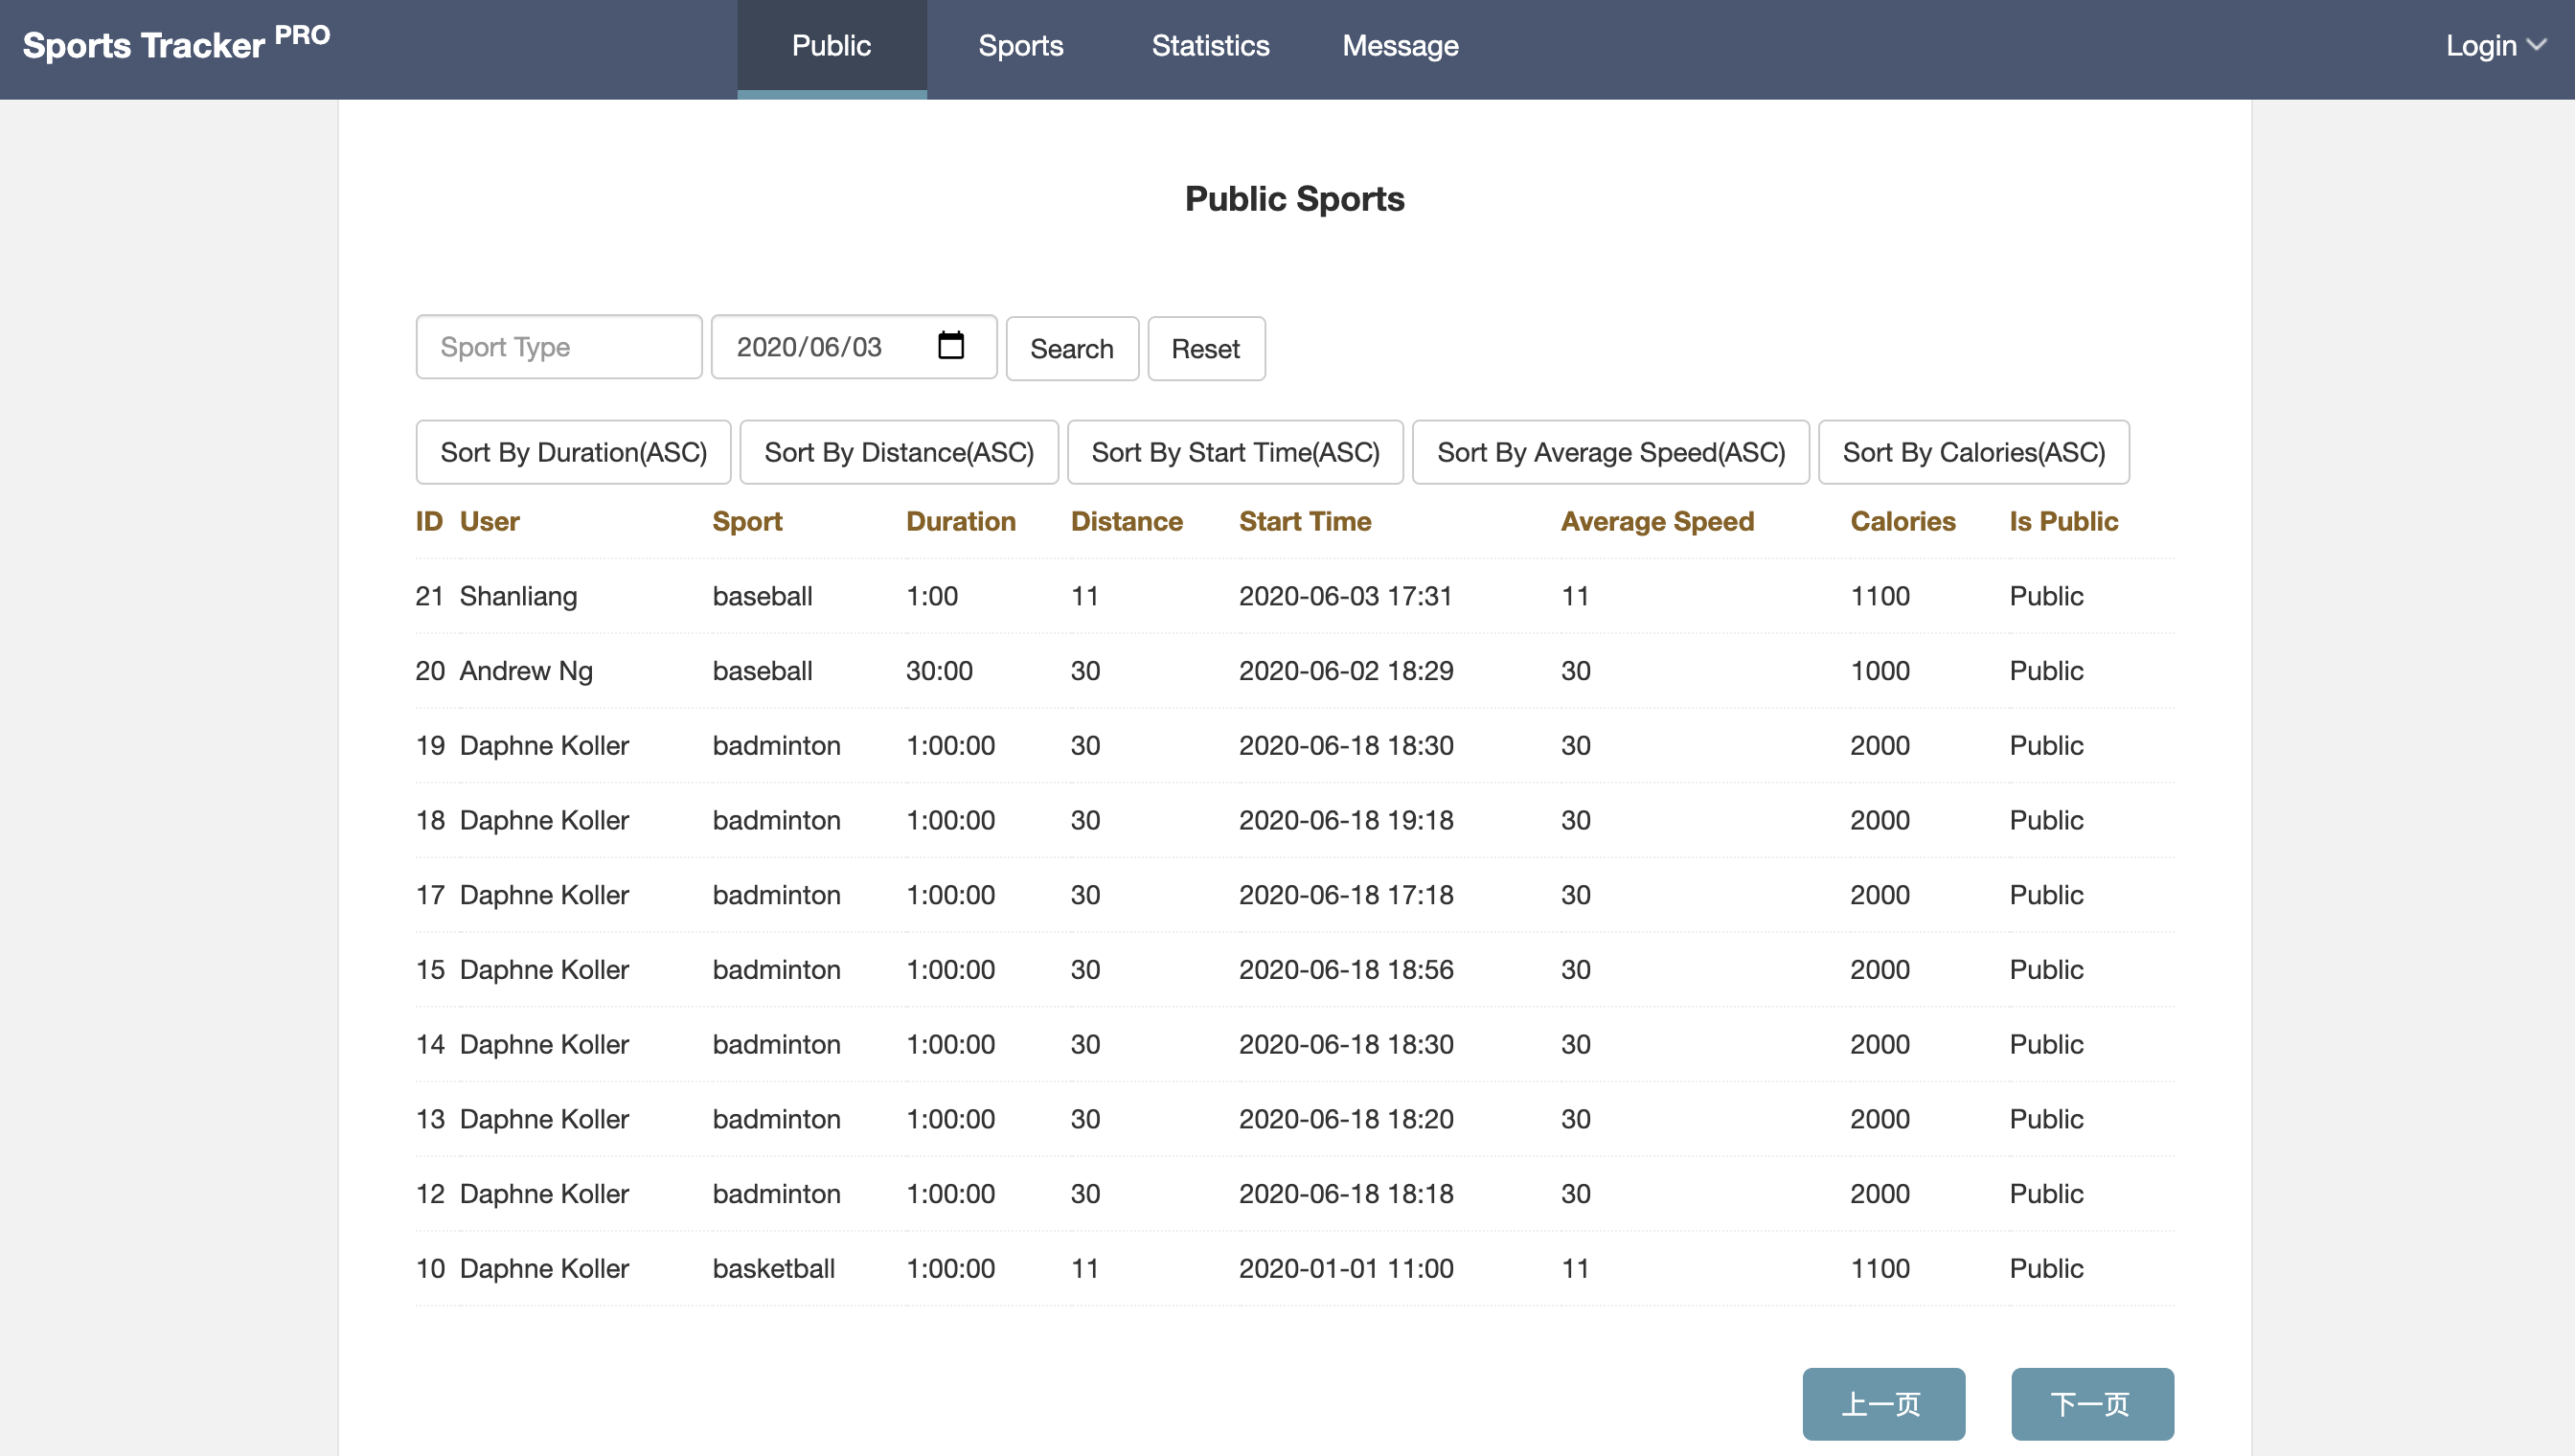 Sports Tracker PRO Public Sports Statistics Message Login
Public Sports
Sport Type 2020/06/03 Search Reset
Sort By Duration(ASC) Sort By Distance(ASC) Sort By Start Time(ASC) Sort By Average Speed(ASC) Sort By Calories(ASC)
ID User Sport Duration Distance Start Time Average Speed Calories Is Public
21 Shanliang baseball 1:00 11 2020-06-03 17:31 11 1100 Public
20 Andrew Ng baseball 30:00 30 2020-06-02 18:29 30 1000 Public
19 Daphne Koller badminton 1:00:00 30 2020-06-18 18:30 30 2000 Public
18 Daphne Koller badminton 1:00:00 30 2020-06-18 19:18 30 2000 Public
17 Daphne Koller badminton 1:00:00 30 2020-06-18 17:18 30 2000 Public
15 Daphne Koller badminton 1:00:00 30 2020-06-18 18:56 30 2000 Public
14 Daphne Koller badminton 1:00:00 30 2020-06-18 18:30 30 2000 Public
13 Daphne Koller badminton 1:00:00 30 2020-06-18 18:20 30 2000 Public
12 Daphne Koller badminton 1:00:00 30 2020-06-18 18:18 30 2000 Public
10 Daphne Koller basketball 1:00:00 11 2020-01-01 11:00 11 1100 Public
上一页 下一页